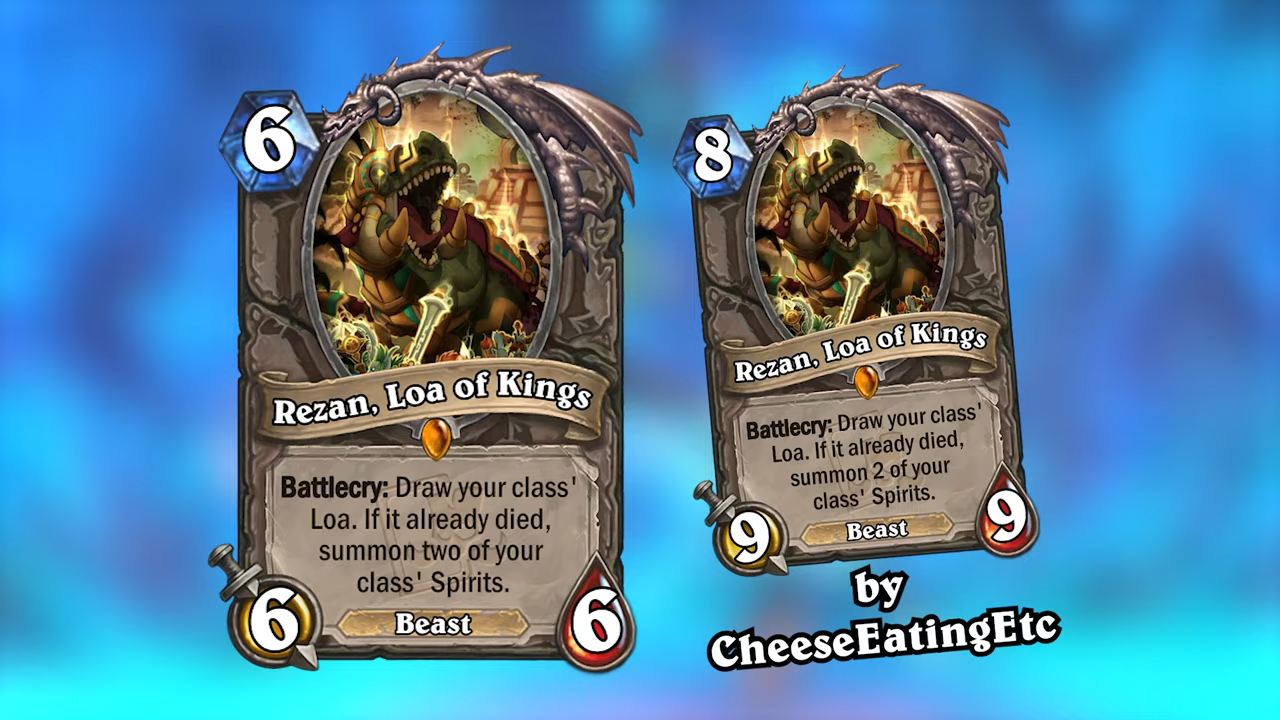 6
Rezan, Loa of Kings
Battlecry: Draw your class'
Loa. If it already died,
summon two of your
class' Spirits.
6
Beast
6
8
Rezan, Loa of Kings
Battlecry: Draw your class'
Loa. If it already died,
summon 2 of your
class' Spirits.
9
Beast
9
by
CheeseEatingEtc